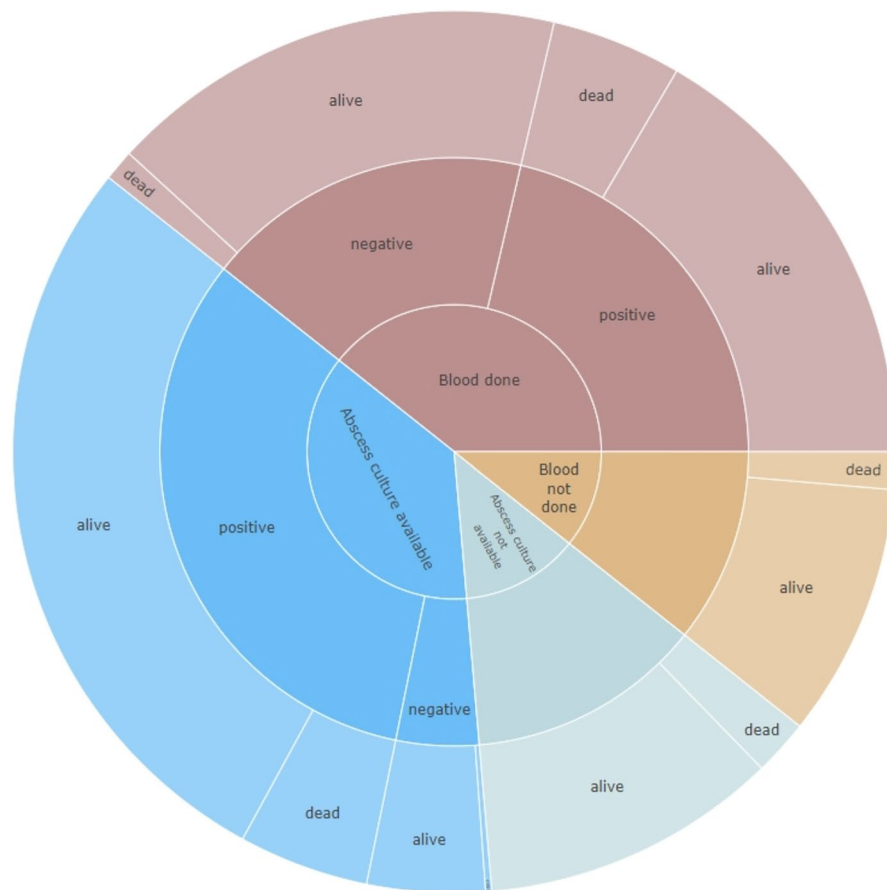 alive
dead
dead
negative
alive
positive
Blood done
Abscess culture available
Blood
not
done
dead
Abscess culture
not
available
alive
positive
alive
negative
dead
alive
dead
alive